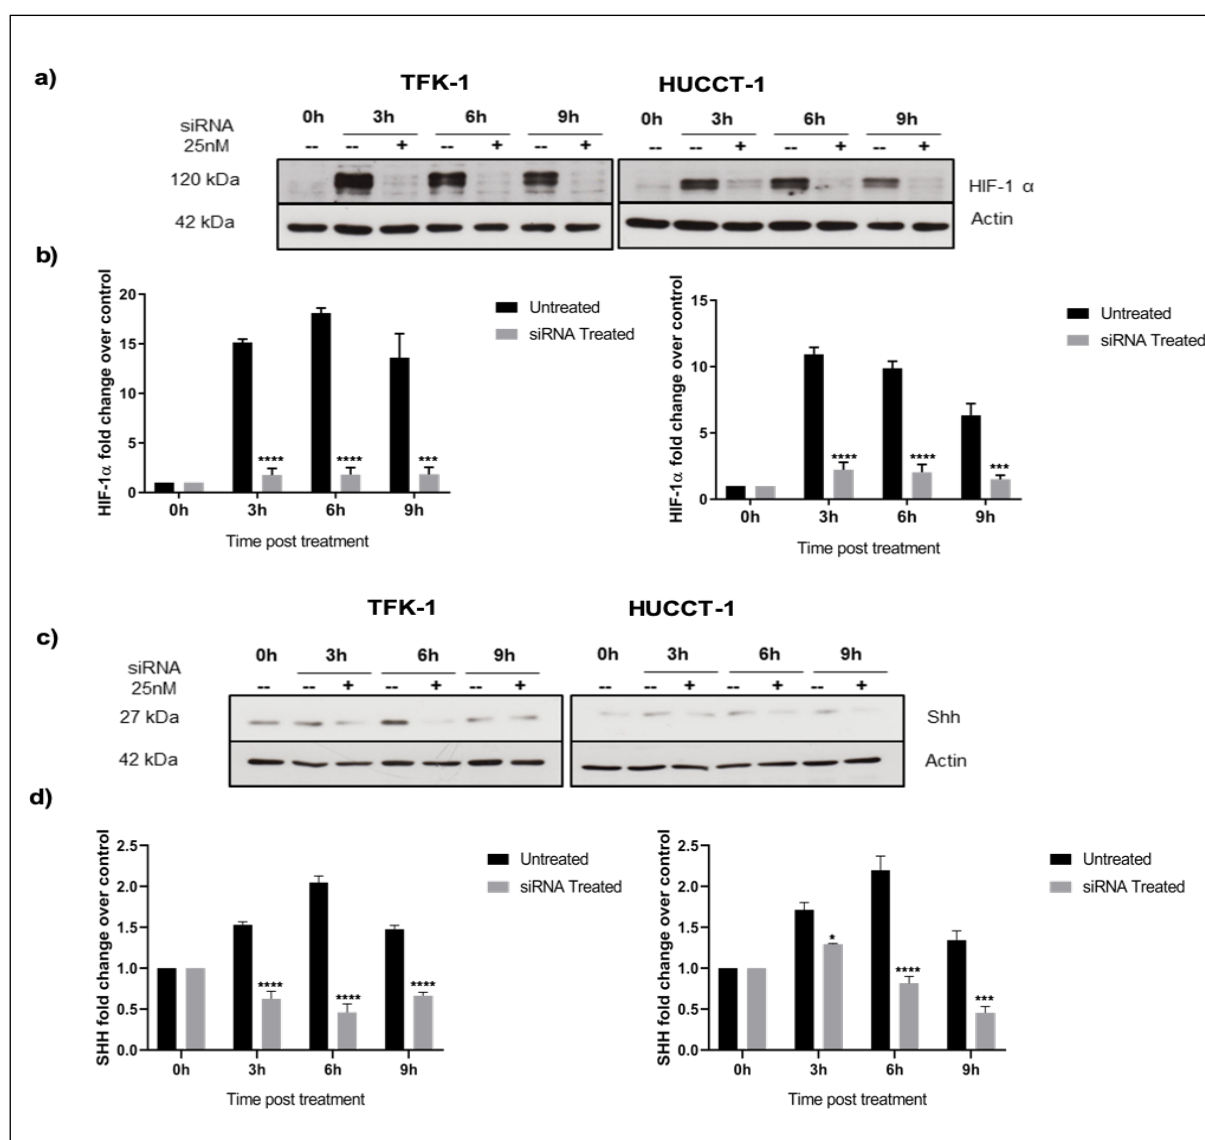 a)
TFK-1 HUCCT-1
siRNA 0h 3h 6h 9h 0h 3h 6h 9h
25nM -- -- + -- + -- + -- -- + -- + -- +
120 kDa HIF-1 α
42 kDa Actin
b)
HIF-1α fold change over control
20
15
10
5
0
**** **** ***
0h 3h 6h 9h
Time post treatment
Untreated
siRNA Treated
HIF-1α fold change over control
15
10
5
0
**** **** ***
0h 3h 6h 9h
Time post treatment
Untreated
siRNA Treated
TFK-1 HUCCT-1
c)
siRNA 0h 3h 6h 9h 0h 3h 6h 9h
25nM -- -- + -- + -- + -- -- + -- + -- +
27 kDa Shh
42 kDa Actin
d)
SHH fold change over control
2.5
2.0
1.5
1.0
0.5
0.0
**** **** ****
0h 3h 6h 9h
Time post treatment
Untreated
siRNA Treated
SHH fold change over control
2.5
2.0
1.5
1.0
0.5
0.0
* **** ***
0h 3h 6h 9h
Time post treatment
Untreated
siRNA Treated